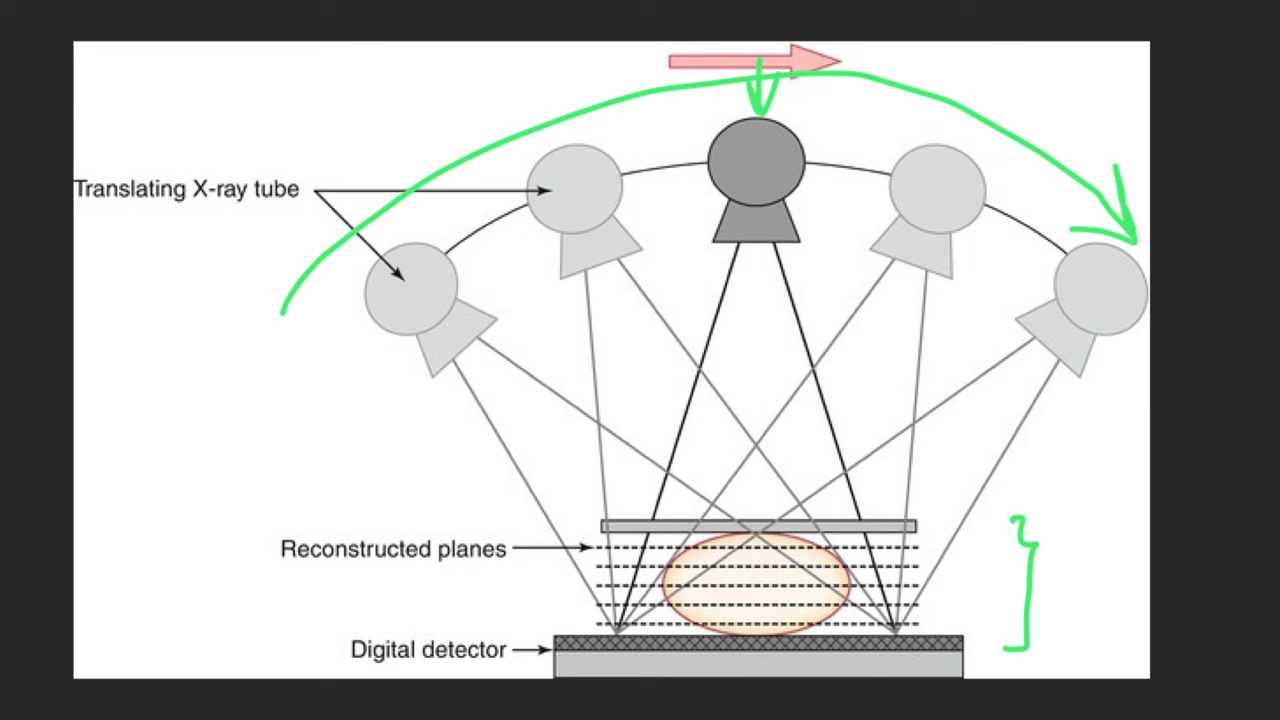 Translating X-ray tube
Reconstructed planes
Digital detector